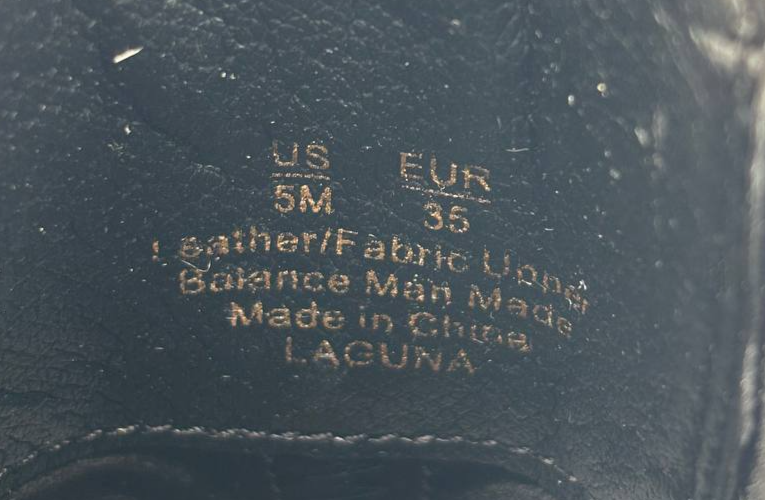 US EUR
5M 35
Leather/Fabric Upper
Balance Man Made
Made in China
LAGUNA